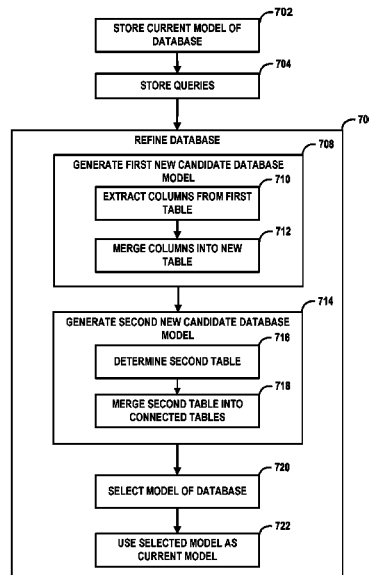 702
STORE CURRENT MODEL OF
DATABASE
704
STORE QUERIES
REFINE DATABASE
708
GENERATE FIRST NEW CANDIDATE DATABASE
MODEL
710
EXTRACT COLUMNS FROM FIRST
TABLE
712
MERGE COLUMNS INTO NEW
TABLE
714
GENERATE SECOND NEW CANDIDATE DATABASE
MODEL
716
DETERMINE SECOND TABLE
718
MERGE SECOND TABLE INTO
CONNECTED TABLES
720
SELECT MODEL OF DATABASE
722
USE SELECTED MODEL AS
CURRENT MODEL